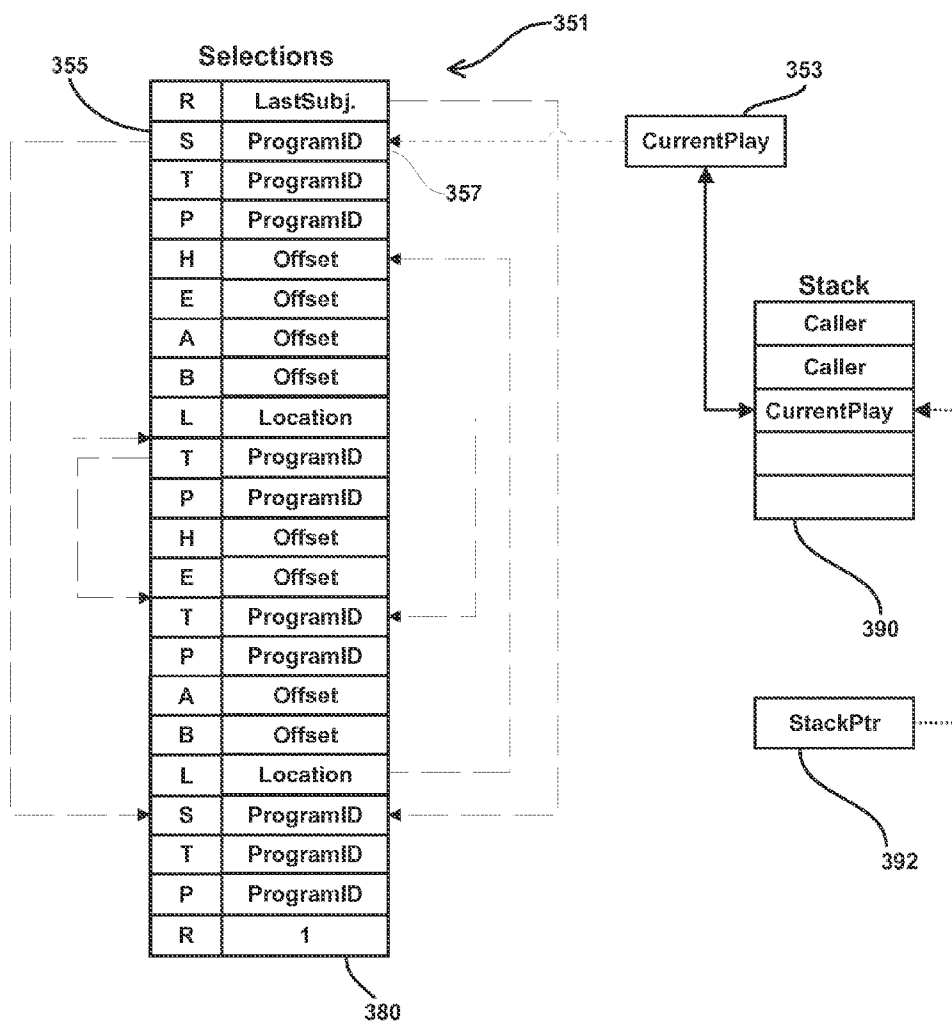 351
Selections
355
353
R LastSubj.
S ProgramID
CurrentPlay
T ProgramID
357
P ProgramID
H Offset
E Offset
Stack
A Offset
Caller
B Offset
Caller
L Location
CurrentPlay
T ProgramID
P ProgramID
H Offset
E Offset
T ProgramID
390
P ProgramID
A Offset
B Offset
StackPtr
L Location
S ProgramID
392
T ProgramID
P ProgramID
R 1
380